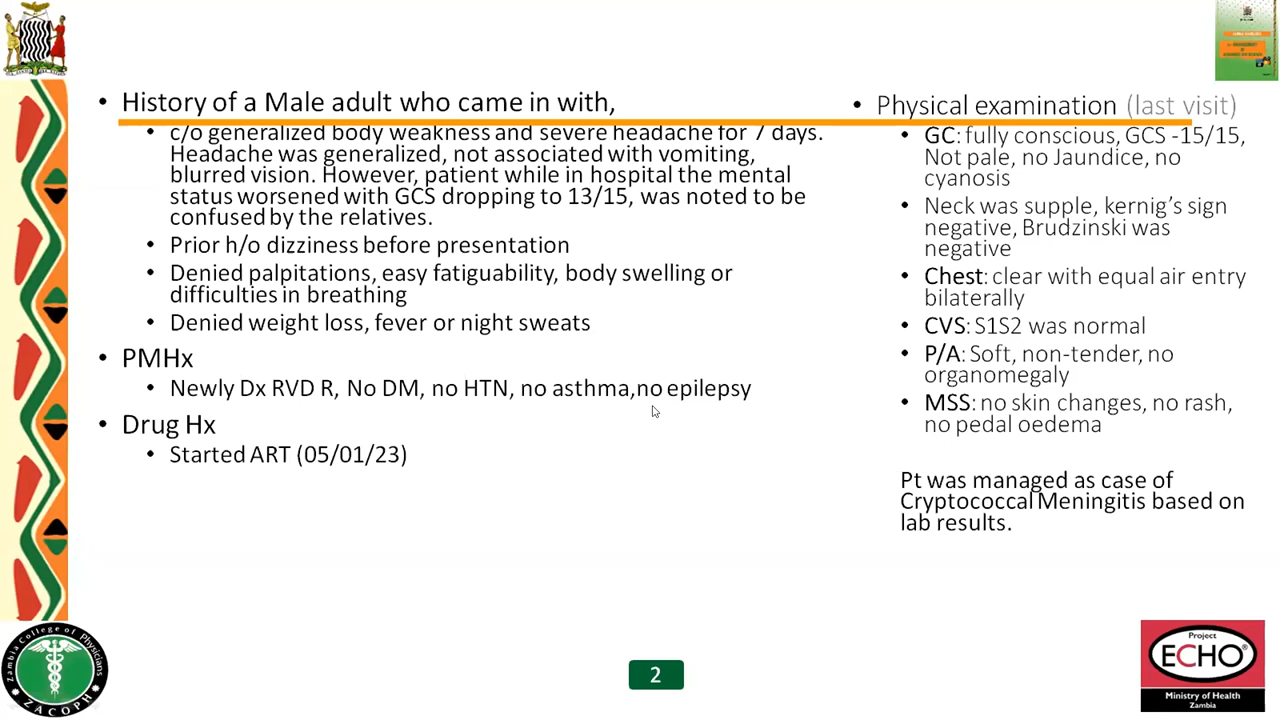 • History of a Male adult who came in with,
• c/o generalized body weakness and severe headache for 7 days.
Headache was generalized, not associated with vomiting,
blurred vision. However, patient while in hospital the mental
status worsened with GCS dropping to 13/15, was noted to be
confused by the relatives.
• Prior h/o dizziness before presentation
• Denied palpitations, easy fatiguability, body swelling or
difficulties in breathing
• Denied weight loss, fever or night sweats
• PMHx
• Newly Dx RVD R, No DM, no HTN, no asthma,no epilepsy
• Drug Hx
• Started ART (05/01/23)
• Physical examination (last visit)
• GC: fully conscious, GCS -15/15,
Not pale, no Jaundice, no
cyanosis
• Neck was supple, kernig's sign
negative, Brudzinski was
negative
• Chest: clear with equal air entry
bilaterally
• CVS: S1S2 was normal
• P/A: Soft, non-tender, no
organomegaly
• MSS: no skin changes, no rash,
no pedal oedema
Pt was managed as case of
Cryptococcal Meningitis based on
lab results.
Zambia College of Physicians
ZACOPH
2
Project
ECHO®
Ministry of Health
Zambia